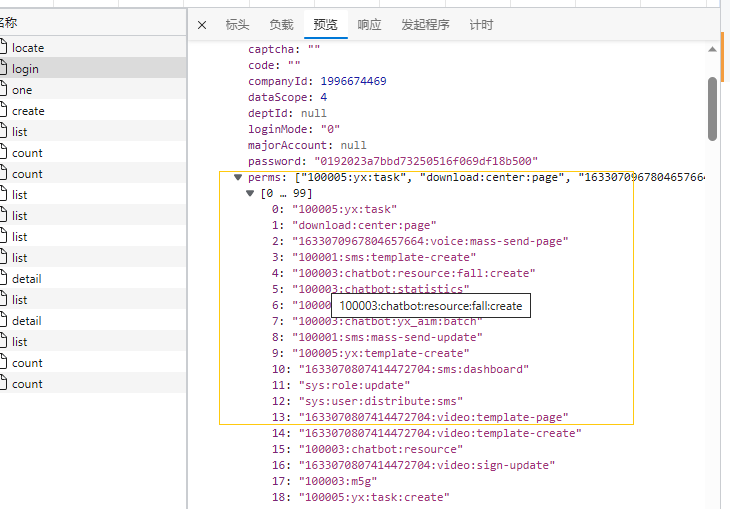 名称
标头 负载 预览 响应 发起程序 计时
locate
login
one
create
list
count
count
list
list
list
list
detail
list
detail
list
count
count
captcha: ""
code: ""
companyId: 1996674469
dataScope: 4
deptId: null
loginMode: "0"
majorAccount: null
password: "0192023a7bbd73250516f069df18b500"
perms: ["100005:yx:task", "download:center:page", "1633070967804657664
[0 … 99]
0: "100005:yx:task"
1: "download:center:page"
2: "1633070967804657664:voice:mass-send-page"
3: "100001:sms:template-create"
4: "100003:chatbot:resource:fall:create"
5: "100003:chatbot:statistics"
6: "10000
100003:chatbot:resource:fall:create
7: "100003:chatbot:yx_aim:batch"
8: "100001:sms:mass-send-update"
9: "100005:yx:template-create"
10: "1633070807414472704:sms:dashboard"
11: "sys:role:update"
12: "sys:user:distribute:sms"
13: "1633070807414472704:video:template-page"
14: "1633070807414472704:video:template-create"
15: "100003:chatbot:resource"
16: "1633070807414472704:video:sign-update"
17: "100003:m5g"
18: "100005:yx:task:create"